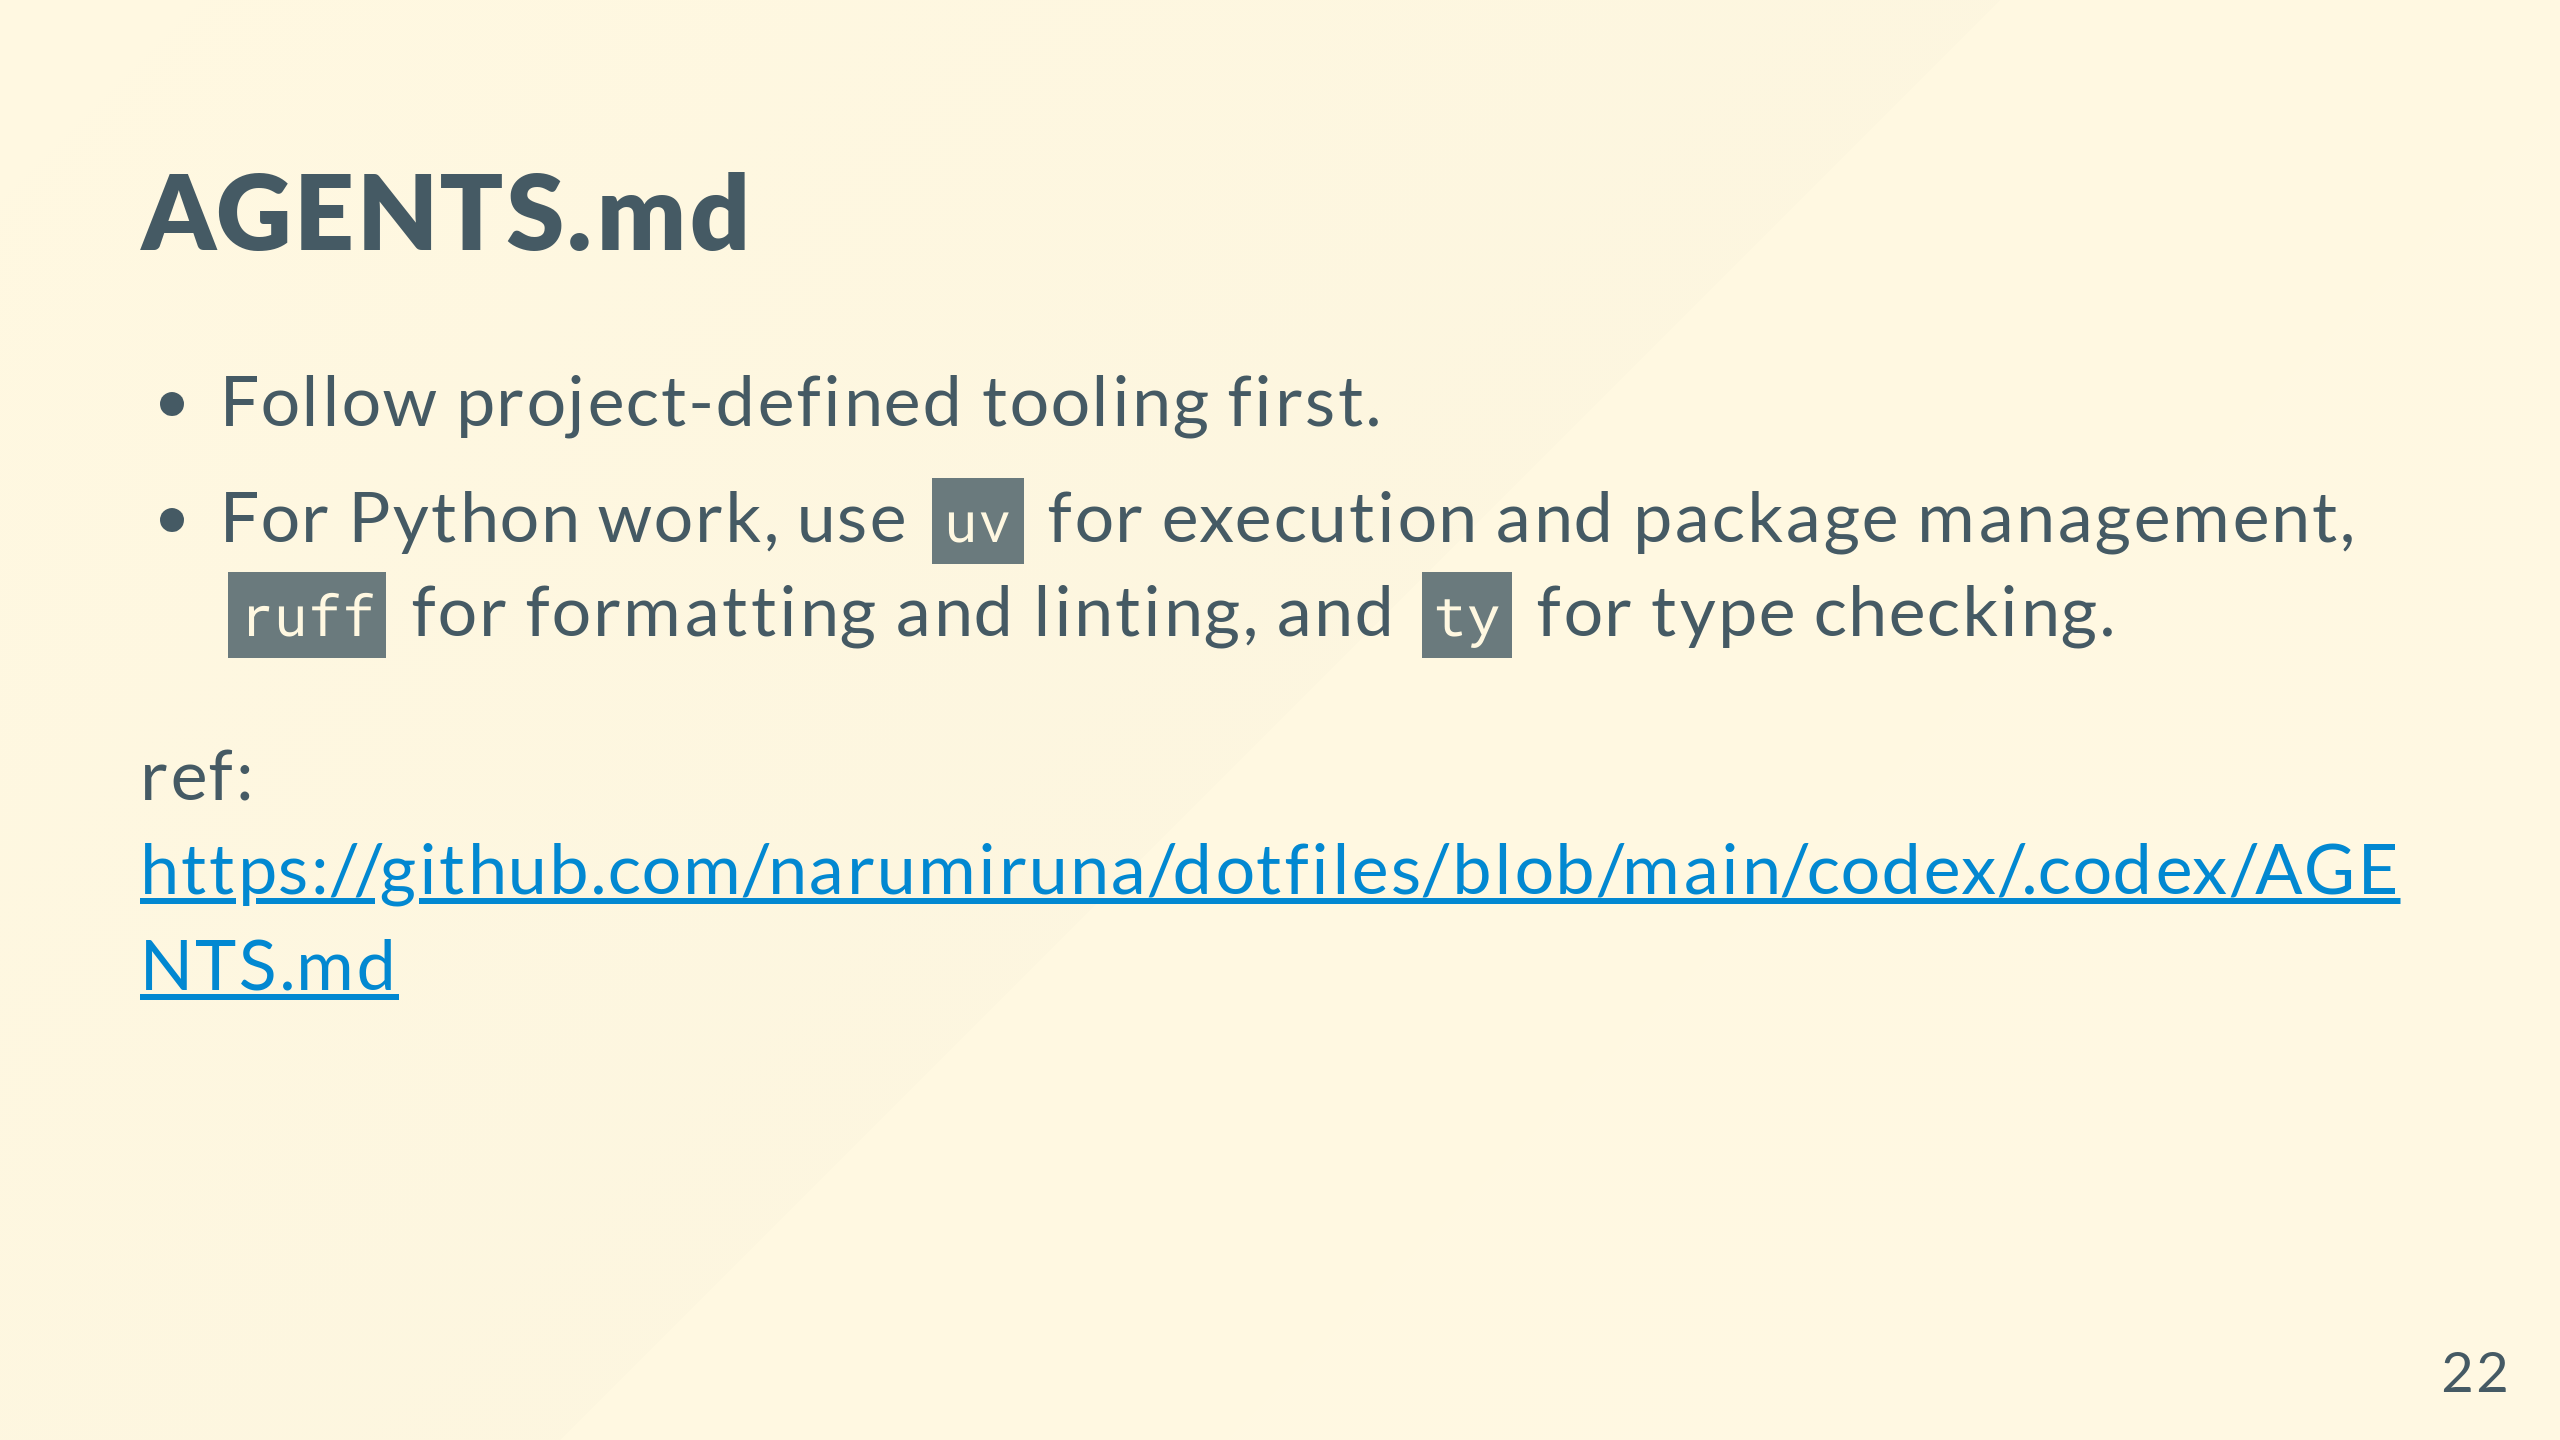 AGENTS.md
• Follow project-defined tooling first.
• For Python work, use uv for execution and package management,
ruff for formatting and linting, and ty for type checking.
ref:
https://github.com/narumiruna/dotfiles/blob/main/codex/.codex/AGE
NTS.md
22